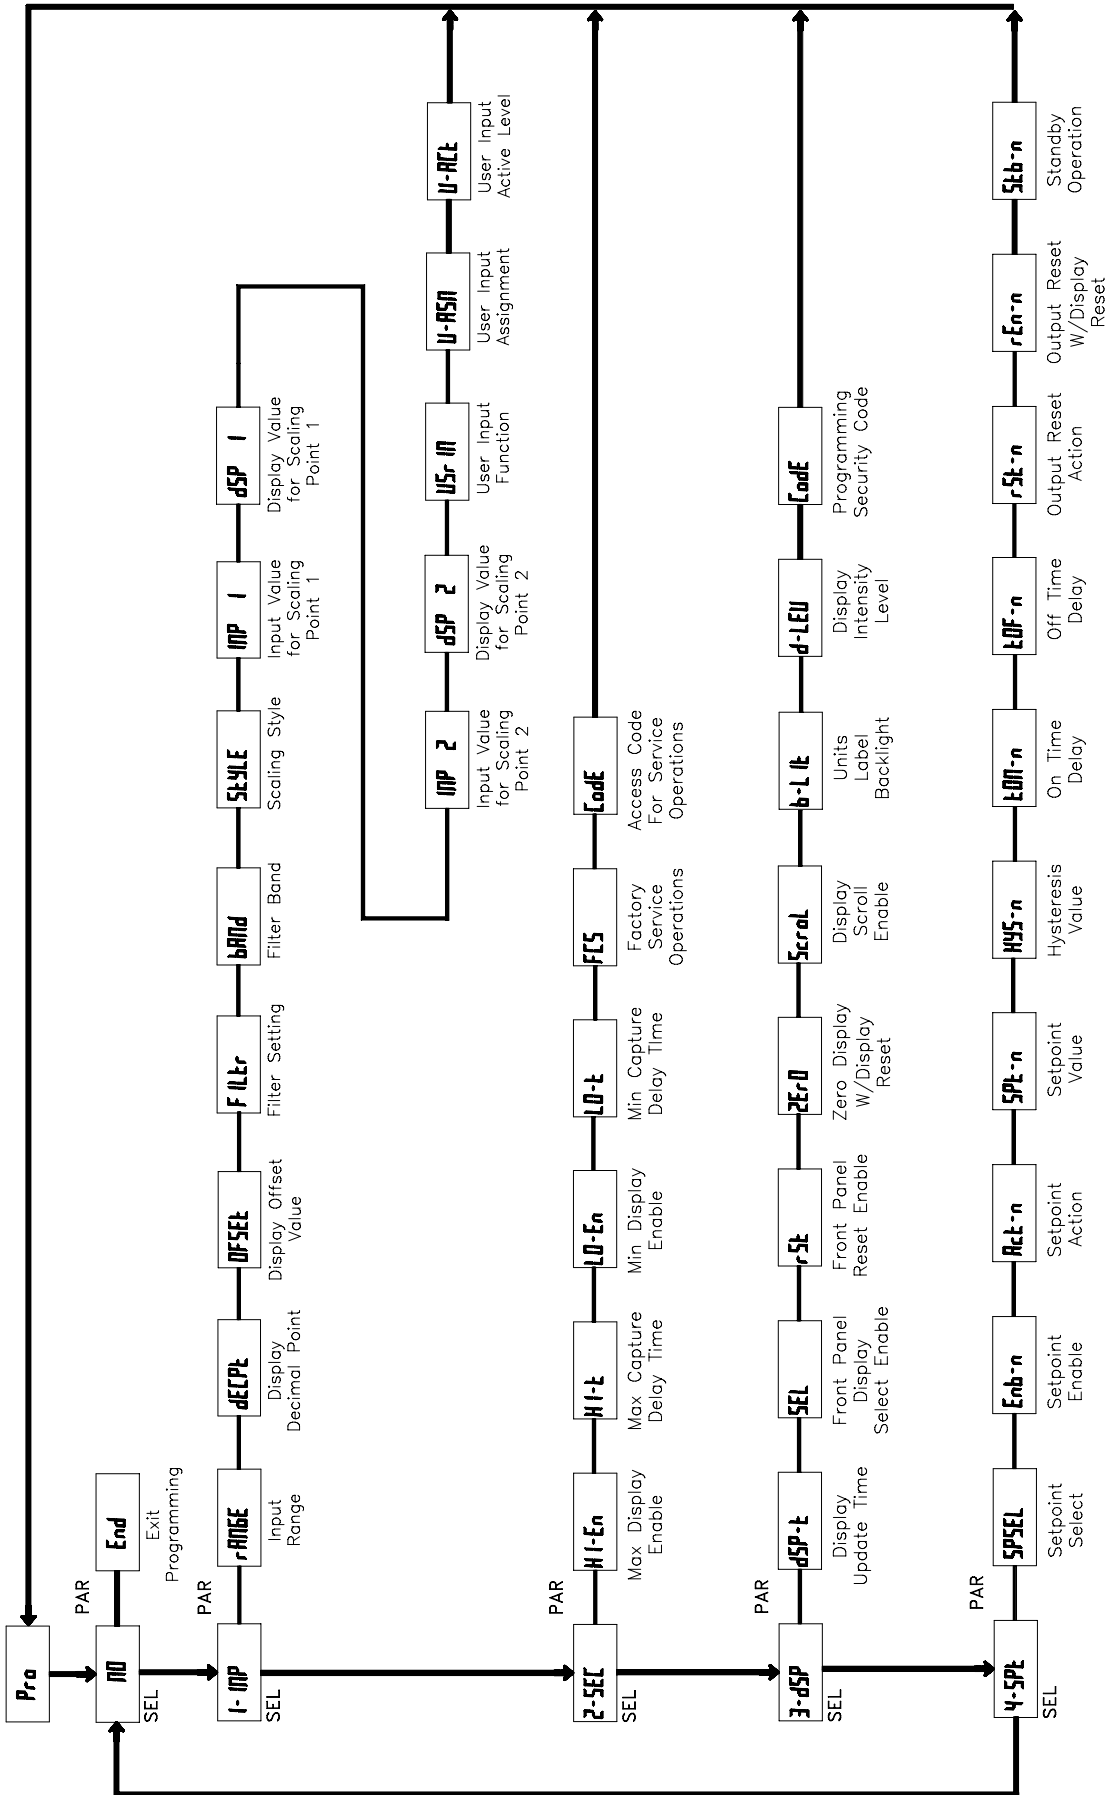 Pro
NO
SEL
PAR
End
Exit
Programming
1-INP
SEL
PAR
rANGE
Input
Range
dECPt
Display
Decimal Point
OFSEt
Display Offset
Value
FILtr
Filter Setting
bANd
Filter Band
StYLE
Scaling Style
INP 1
Input Value
for Scaling
Point 1
dSP 1
Display Value
for Scaling
Point 1
INP 2
Input Value
for Scaling
Point 2
dSP 2
Display Value
for Scaling
Point 2
USr IN
User Input
Function
U-ASN
User Input
Assignment
U-ACt
User Input
Active Level
2-SEC
SEL
PAR
HI-En
Max Display
Enable
HI-t
Max Capture
Delay Time
LO-En
Min Display
Enable
LO-t
Min Capture
Delay TIme
FCS
Factory
Service
Operations
CodE
Access Code
For Service
Operations
3-dSP
SEL
PAR
dSP-t
Display
Update Time
SEL
Front Panel
Display
Select Enable
rSt
Front Panel
Reset Enable
ZErO
Zero Display
W/Display
Reset
ScroL
Display
Scroll
Enable
b-LIt
Units
Label
Backlight
d-LEU
Display
Intensity
Level
CodE
Programming
Security Code
4-SPt
SEL
PAR
SPSEL
Setpoint
Select
Enb-n
Setpoint
Enable
Act-n
Setpoint
Action
SPt-n
Setpoint
Value
HYS-n
Hysteresis
Value
tON-n
On Time
Delay
tOF-n
Off Time
Delay
rSt-n
Output Reset
Action
rEn-n
Output Reset
W/Display
Reset
Stb-n
Standby
Operation